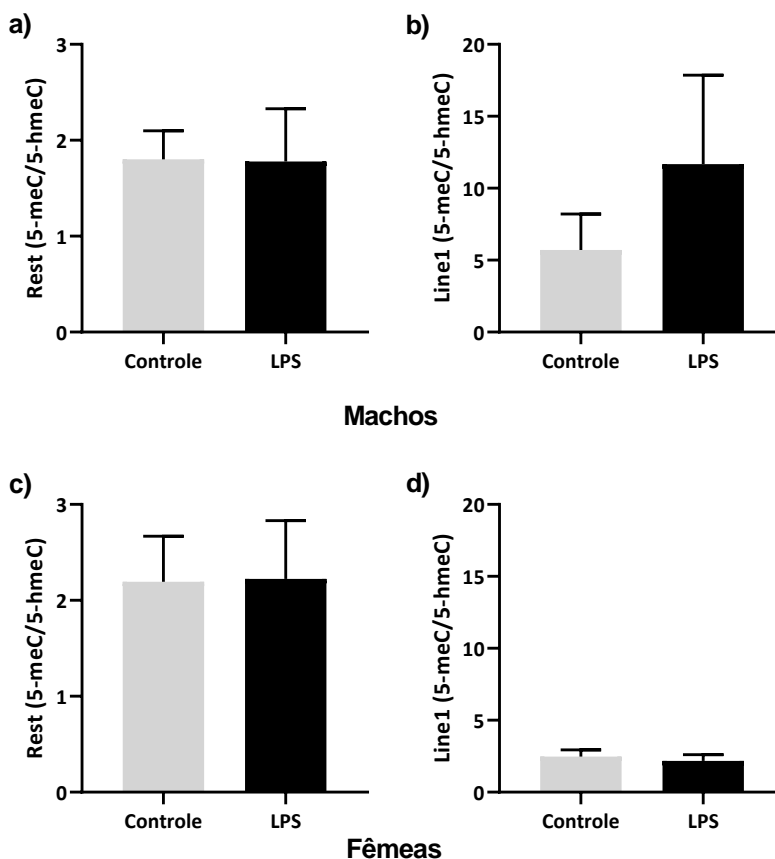 a)
Rest (5-meC/5-hmeC)
3
2
1
0
Controle LPS
b)
Line1 (5-meC/5-hmeC)
20
15
10
5
0
Controle LPS
Machos
c)
Rest (5-meC/5-hmeC)
3
2
1
0
Controle LPS
d)
Line1 (5-meC/5-hmeC)
20
15
10
5
0
Controle LPS
Fêmeas